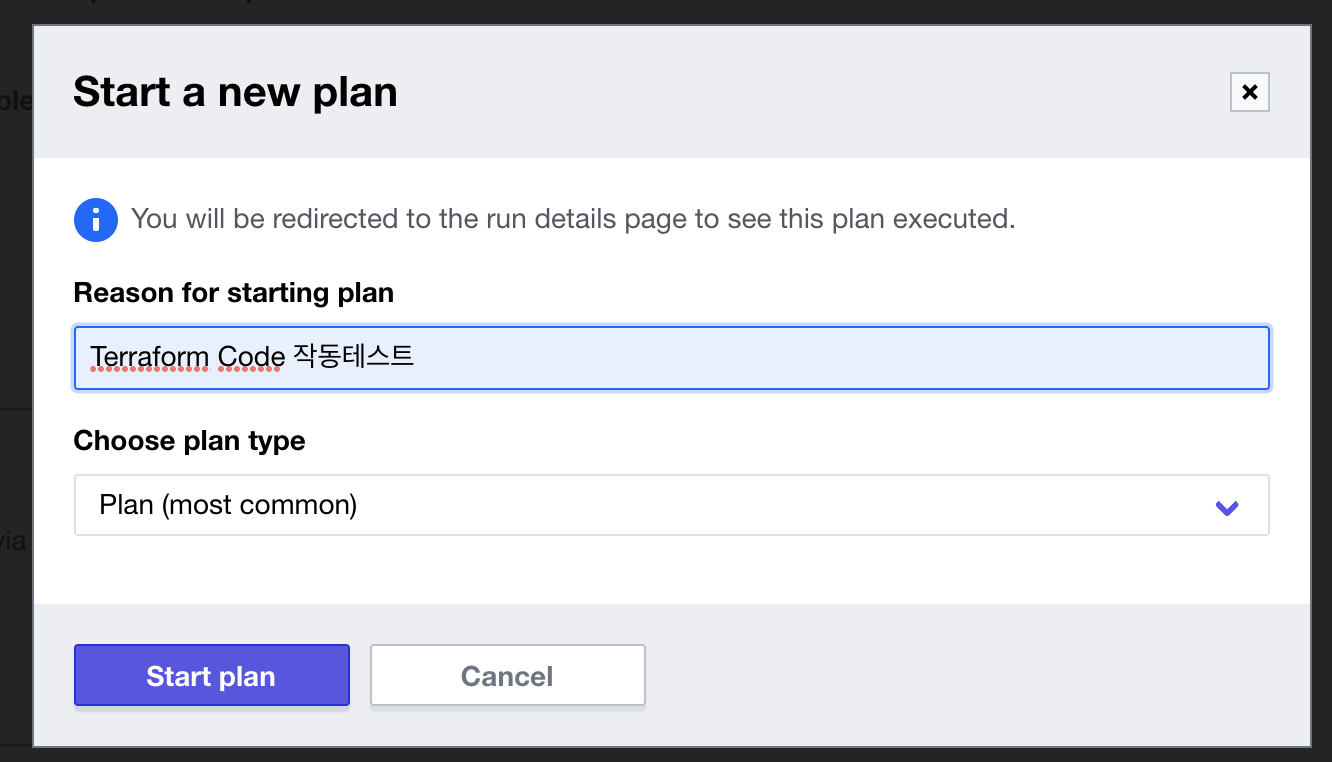 Start a new plan
You will be redirected to the run details page to see this plan executed.
Reason for starting plan
Terraform Code 작동테스트
Choose plan type
Plan (most common)
Start plan
Cancel